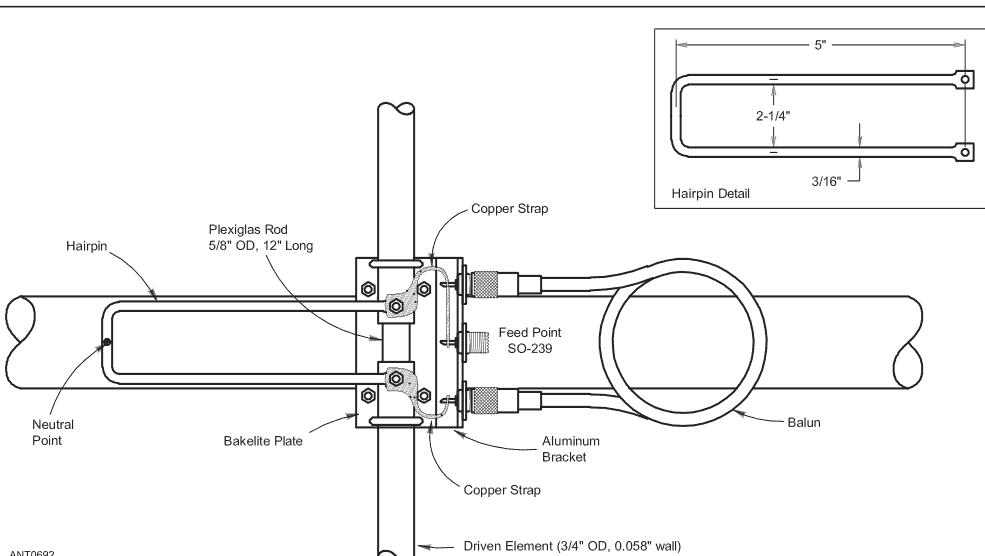 5"
2-1/4"
3/16"
Hairpin Detail
Copper Strap
Plexiglas Rod
5/8" OD, 12" Long
Hairpin
Feed Point
SO-239
Neutral
Point
Bakelite Plate
Aluminum
Bracket
Balun
Copper Strap
Driven Element (3/4" OD, 0.058" wall)
ANT0692